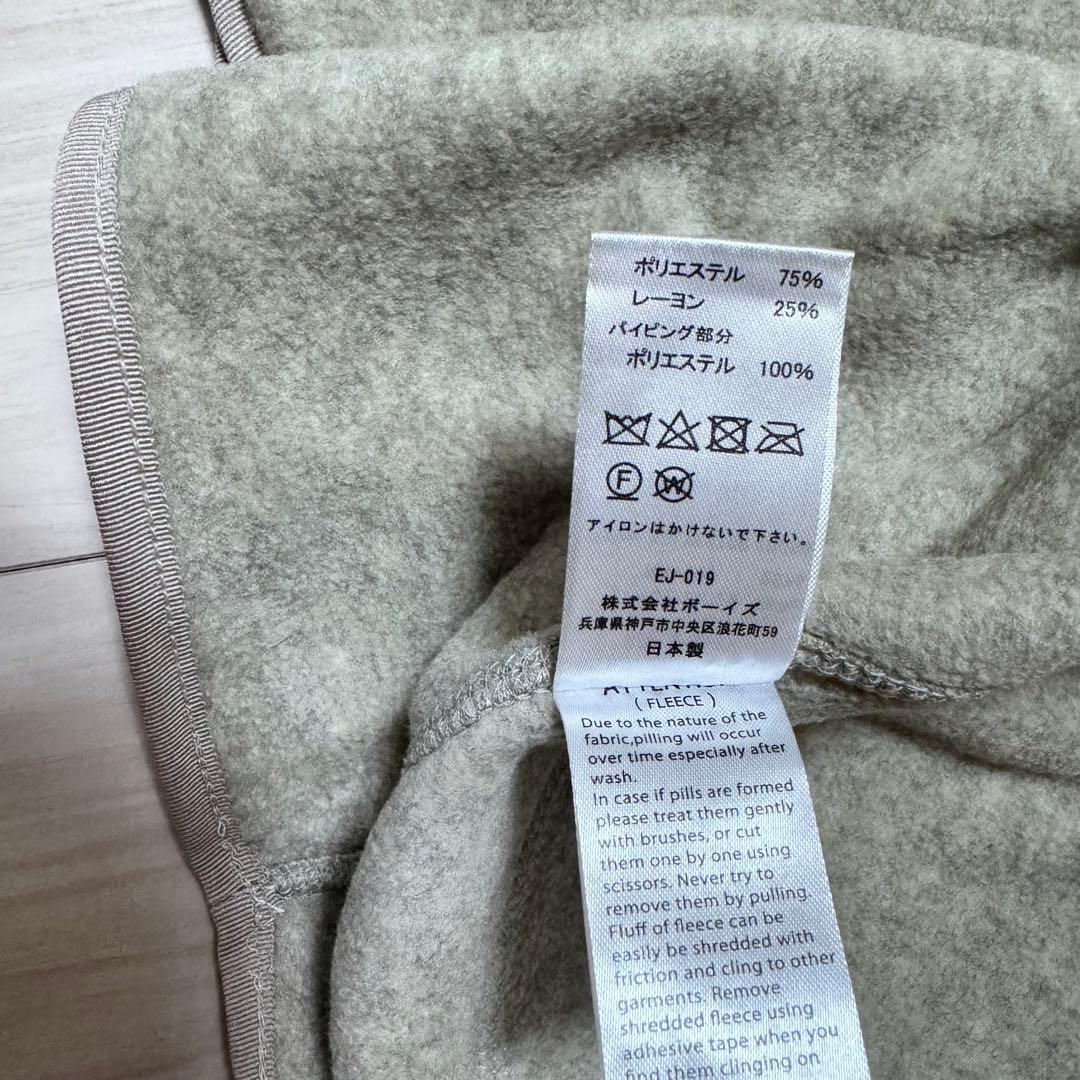 ポリエステル 75%
レーヨン 25%
パイピング部分
ポリエステル 100%
F W
アイロンはかけないで下さい。
EJ-019
株式会社ボーイズ
兵庫県神戸市中央区浪花町59
日本製
( FLEECE )
Due to the nature of the
fabric,pilling will occur
over time especially after
wash.
In case if pills are formed
please treat them gently
with brushes, or cut
them one by one using
scissors. Never try to
remove them by pulling.
Fluff of fleece can be
easily be shredded with
friction and cling to other
garments. Remove
shredded fleece using
adhesive tape when you
find them clinging on